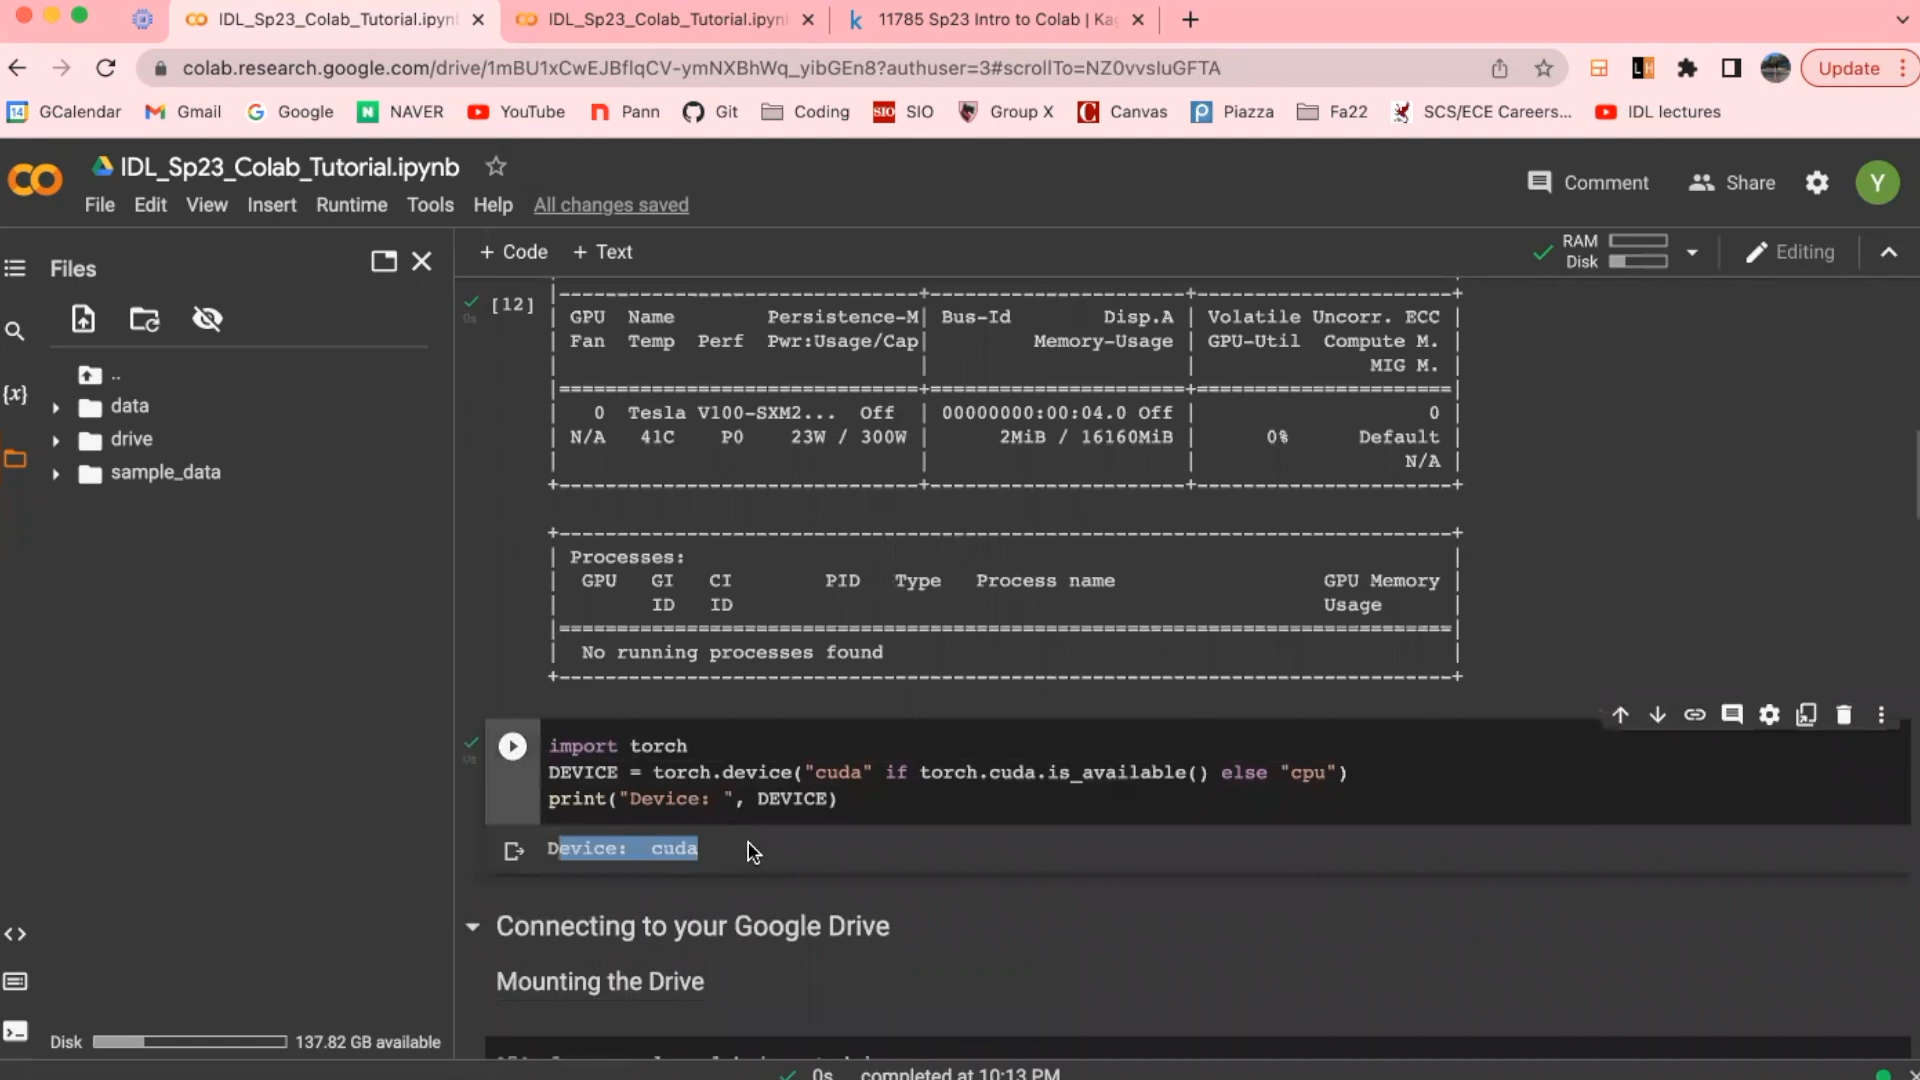 IDL_Sp23_Colab_Tutorial.ipyn
IDL_Sp23_Colab_Tutorial.ipyn
11785 Sp23 Intro to Colab | Ka
colab.research.google.com/drive/1mBU1xCwEJBflqCV-ymNXBhWq_yibGEn8?authuser=3#scrollTo=NZ0vvsluGFTA
Update
GCalendar
Gmail
Google
NAVER
YouTube
Pann
Git
Coding
SIO
Group X
Canvas
Piazza
Fa22
SCS/ECE Careers...
IDL lectures
IDL_Sp23_Colab_Tutorial.ipynb
Comment
Share
Y
File Edit View Insert Runtime Tools Help All changes saved
Files
+ Code + Text
RAM
Disk
Editing
..
data
drive
sample_data
[12]
GPU Name Persistence-M| Bus-Id Disp.A | Volatile Uncorr. ECC |
Fan Temp Perf Pwr:Usage/Cap| Memory-Usage | GPU-Util Compute M. |
MIG M. |
0 Tesla V100-SXM2... Off | 00000000:00:04.0 Off | 0 |
N/A 41C P0 23W / 300W | 2MiB / 16160MiB | 0% Default |
N/A |
Processes:
GPU GI CI PID Type Process name GPU Memory
ID ID Usage
No running processes found
import torch
DEVICE = torch.device("cuda" if torch.cuda.is_available() else "cpu")
print("Device: ", DEVICE)
Device: cuda
Connecting to your Google Drive
Mounting the Drive
Disk 137.82 GB available
0s completed at 10:13 PM